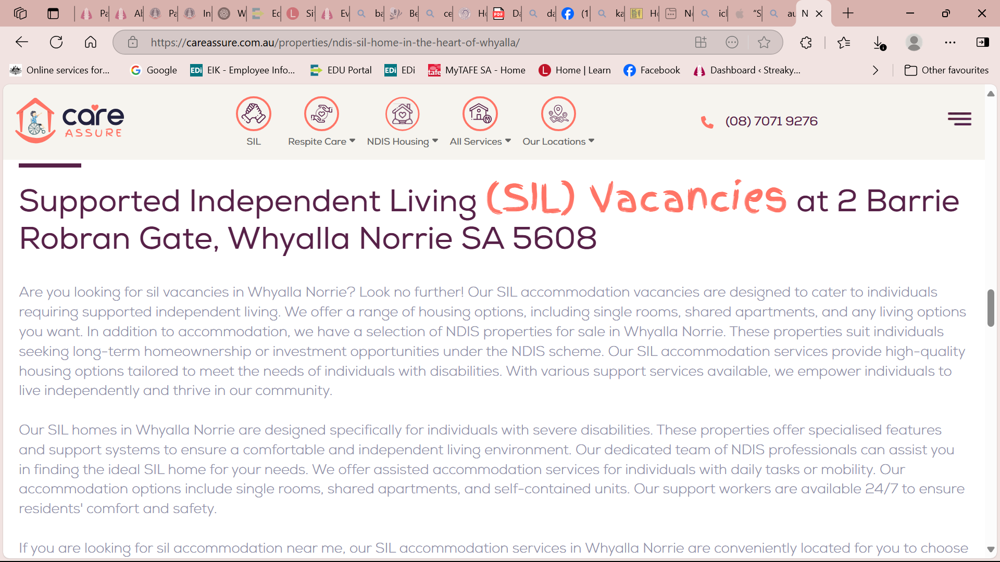 Pa
Al
Pa
In
W
Ec
Sit
Ev
ba
Be
ce
Ho
PDF
Da
da
(1
ka
Ho
No
icl
“S
au
N
https://careassure.com.au/properties/ndis-sil-home-in-the-heart-of-whyalla/
Online services for...
Google
EDi EIK - Employee Info...
EDU Portal
EDi EDi
tafe MyTAFE SA - Home
L Home | Learn
Facebook
Dashboard ‹ Streaky...
Other favourites
care
ASSURE
SIL
Respite Care
NDIS Housing
All Services
Our Locations
(08) 7071 9276
Supported Independent Living (SIL) Vacancies at 2 Barrie
Robran Gate, Whyalla Norrie SA 5608
Are you looking for sil vacancies in Whyalla Norrie? Look no further! Our SIL accommodation vacancies are designed to cater to individuals
requiring supported independent living. We offer a range of housing options, including single rooms, shared apartments, and any living options
you want. In addition to accommodation, we have a selection of NDIS properties for sale in Whyalla Norrie. These properties suit individuals
seeking long-term homeownership or investment opportunities under the NDIS scheme. Our SIL accommodation services provide high-quality
housing options tailored to meet the needs of individuals with disabilities. With various support services available, we empower individuals to
live independently and thrive in our community.
Our SIL homes in Whyalla Norrie are designed specifically for individuals with severe disabilities. These properties offer specialised features
and support systems to ensure a comfortable and independent living environment. Our dedicated team of NDIS professionals can assist you
in finding the ideal SIL home for your needs. We offer assisted accommodation services for individuals with daily tasks or mobility. Our
accommodation options include single rooms, shared apartments, and self-contained units. Our support workers are available 24/7 to ensure
residents' comfort and safety.
If you are looking for sil accommodation near me, our SIL accommodation services in Whyalla Norrie are conveniently located for you to choose